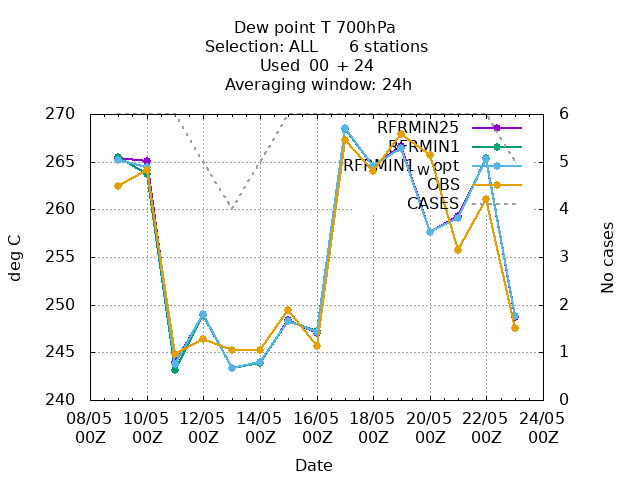 Dew point T 700hPa
Selection: ALL 6 stations
Used 00 + 24
Averaging window: 24h
270 6
RFRMIN25
RFRMIN1
265 RFRMIN1_w_opt 5
OBS
260 CASES 4
255 3
250 2
245 1
240 0
deg C
No cases
08/05 10/05 12/05 14/05 16/05 18/05 20/05 22/05 24/05
00Z 00Z 00Z 00Z 00Z 00Z 00Z 00Z 00Z
Date